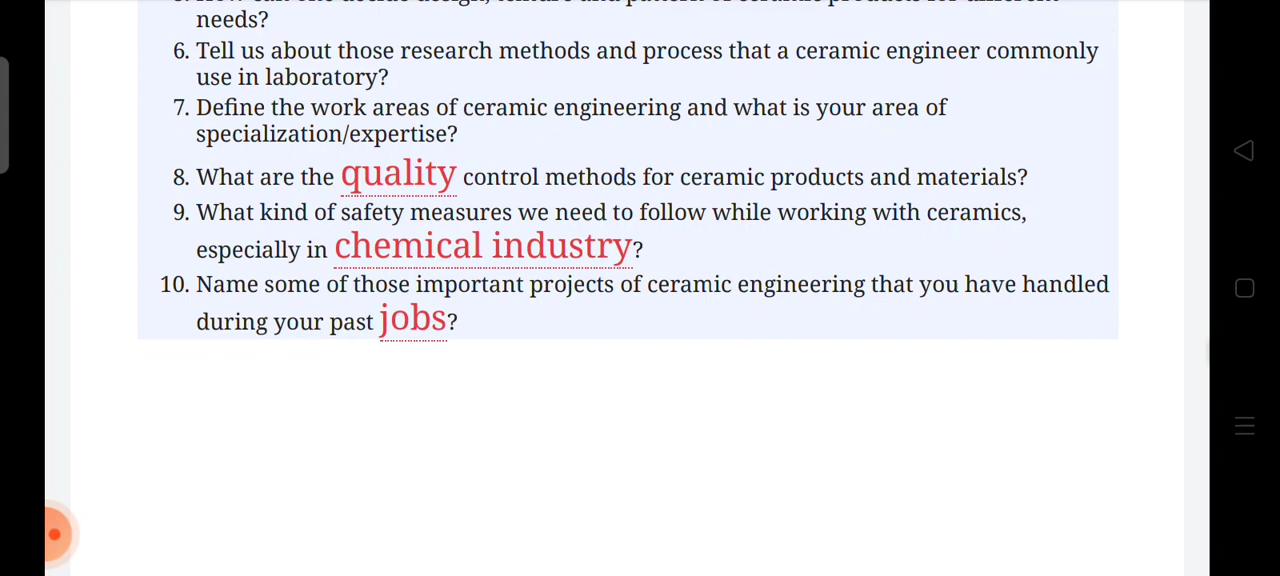 needs?
6. Tell us about those research methods and process that a ceramic engineer commonly
use in laboratory?
7. Define the work areas of ceramic engineering and what is your area of
specialization/expertise?
8. What are the quality control methods for ceramic products and materials?
9. What kind of safety measures we need to follow while working with ceramics,
especially in chemical industry?
10. Name some of those important projects of ceramic engineering that you have handled
during your past jobs?